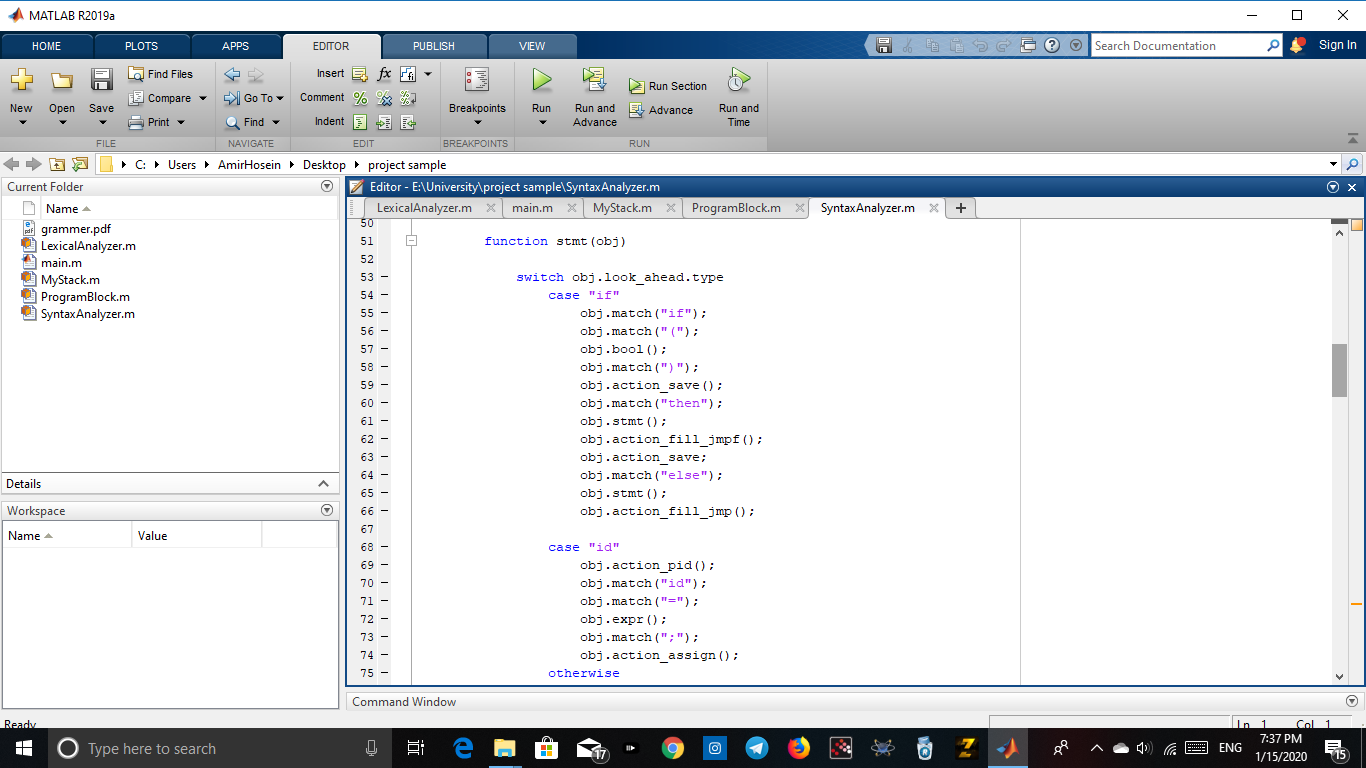 MATLAB R2019a
HOME PLOTS APPS EDITOR PUBLISH VIEW
Search Documentation
Sign In
New
Open
Save
Find Files
Compare
Print
FILE
Go To
Find
NAVIGATE
Insert
Comment
Indent
fx
EDIT
Breakpoints
BREAKPOINTS
Run
Run and
Advance
Run Section
Advance
Run and
Time
RUN
C: Users AmirHosein Desktop project sample
Current Folder
Name
grammer.pdf
LexicalAnalyzer.m
main.m
MyStack.m
ProgramBlock.m
SyntaxAnalyzer.m
Details
Workspace
Name Value
Editor - E:\University\project sample\SyntaxAnalyzer.m
LexicalAnalyzer.m main.m MyStack.m ProgramBlock.m SyntaxAnalyzer.m
50
51 function stmt(obj)
52
53 switch obj.look_ahead.type
54 case "if"
55 obj.match("if");
56 obj.match("(");
57 obj.bool();
58 obj.match(")");
59 obj.action_save();
60 obj.match("then");
61 obj.stmt();
62 obj.action_fill_jmpf();
63 obj.action_save;
64 obj.match("else");
65 obj.stmt();
66 obj.action_fill_jmp();
67
68 case "id"
69 obj.action_pid();
70 obj.match("id");
71 obj.match("=");
72 obj.expr();
73 obj.match(";");
74 obj.action_assign();
75 otherwise
Command Window
Ready
Ln 1 Col 1
Type here to search
17
ENG
7:37 PM
1/15/2020
15